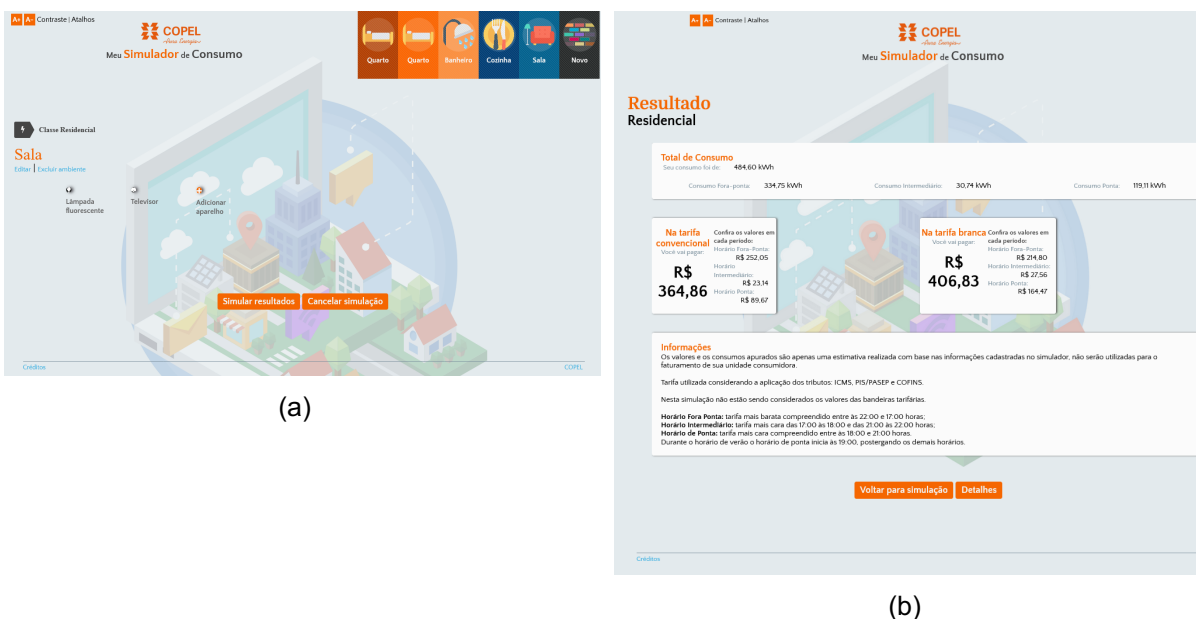 A+ A- Contraste | Atalhos
COPEL
Pura Energia
Meu Simulador de Consumo
Quarto
Quarto
Banheiro
Cozinha
Sala
Novo
Classe Residencial
Sala
Editar | Excluir ambiente
Lâmpada
fluorescente
Televisor
Adicionar
aparelho
Simular resultados
Cancelar simulação
Créditos
COPEL
(a)
A+ A- Contraste | Atalhos
COPEL
Pura Energia
Meu Simulador de Consumo
Resultado
Residencial
Total de Consumo
Seu consumo foi de: 484,60 kWh
Consumo Fora-ponta: 334,75 kWh
Consumo Intermediário: 30,74 kWh
Consumo Ponta: 119,11 kWh
Na tarifa
convencional
Você vai pagar:
R$
364,86
Confira os valores em
cada período:
Horário Fora-Ponta:
R$ 252,05
Horário
Intermediário:
R$ 23,14
Horário Ponta:
R$ 89,67
Na tarifa branca
Você vai pagar:
R$
406,83
Confira os valores em
cada período:
Horário Fora-Ponta:
R$ 214,80
Horário Intermediário:
R$ 27,56
Horário Ponta:
R$ 164,47
Informações
Os valores e os consumos apurados são apenas uma estimativa realizada com base nas informações cadastradas no simulador, não serão utilizadas para o
faturamento de sua unidade consumidora.
Tarifa utilizada considerando a aplicação dos tributos: ICMS, PIS/PASEP e COFINS.
Nesta simulação não estão sendo considerados os valores das bandeiras tarifárias.
Horário Fora Ponta: tarifa mais barata compreendido entre às 22:00 e 17:00 horas;
Horário Intermediário: tarifa mais cara das 17:00 às 18:00 e das 21:00 às 22:00 horas;
Horário de Ponta: tarifa mais cara compreendido entre às 18:00 e 21:00 horas.
Durante o horário de verão o horário de ponta inicia às 19:00, postergando os demais horários.
Voltar para simulação
Detalhes
Créditos
(b)